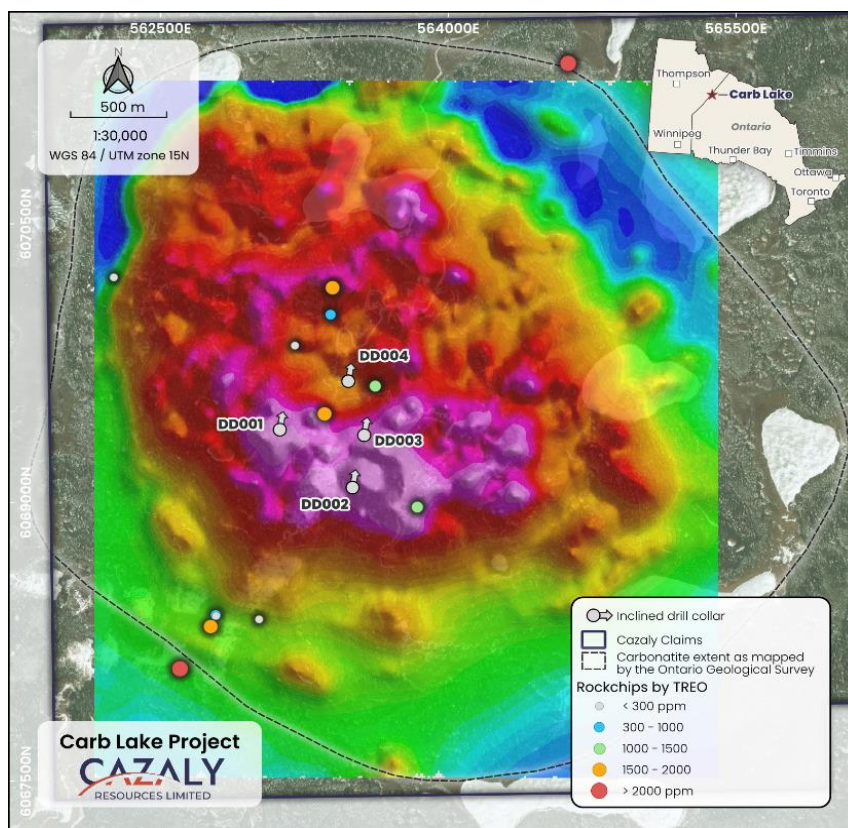 562500E 564000E 565500E
N
500 m
1:30,000
WGS 84 / UTM zone 15N
Thompson
Carb Lake
Ontario
Winnipeg
Thunder Bay
Timmins
Ottawa
Toronto
6070500N
DD004
DD001
DD003
6069000N
DD002
Inclined drill collar
Cazaly Claims
Carbonatite extent as mapped
by the Ontario Geological Survey
Rockchips by TREO
< 300 ppm
300 - 1000
1000 - 1500
1500 - 2000
> 2000 ppm
6067500N
Carb Lake Project
CAZALY
RESOURCES LIMITED